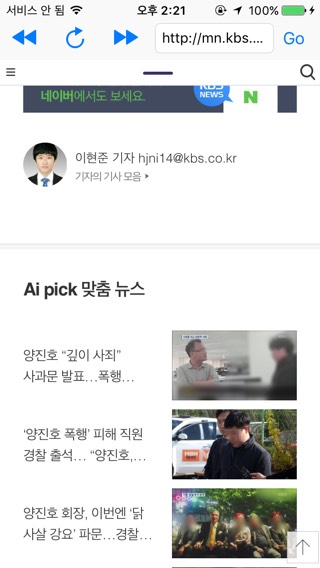 서비스 안 됨 오후 2:21 100%
http://mn.kbs.... Go
네이버에서도 보세요. KBS NEWS N
이현준 기자 hjni14@kbs.co.kr
기자의 기사 모음 ▶
Ai pick 맞춤 뉴스
양진호 “깊이 사죄”
사과문 발표…폭행…
‘양진호 폭행’ 피해 직원
경찰 출석… “양진호,…
양진호 회장, 이번엔 ‘닭
사살 강요’ 파문…경찰…